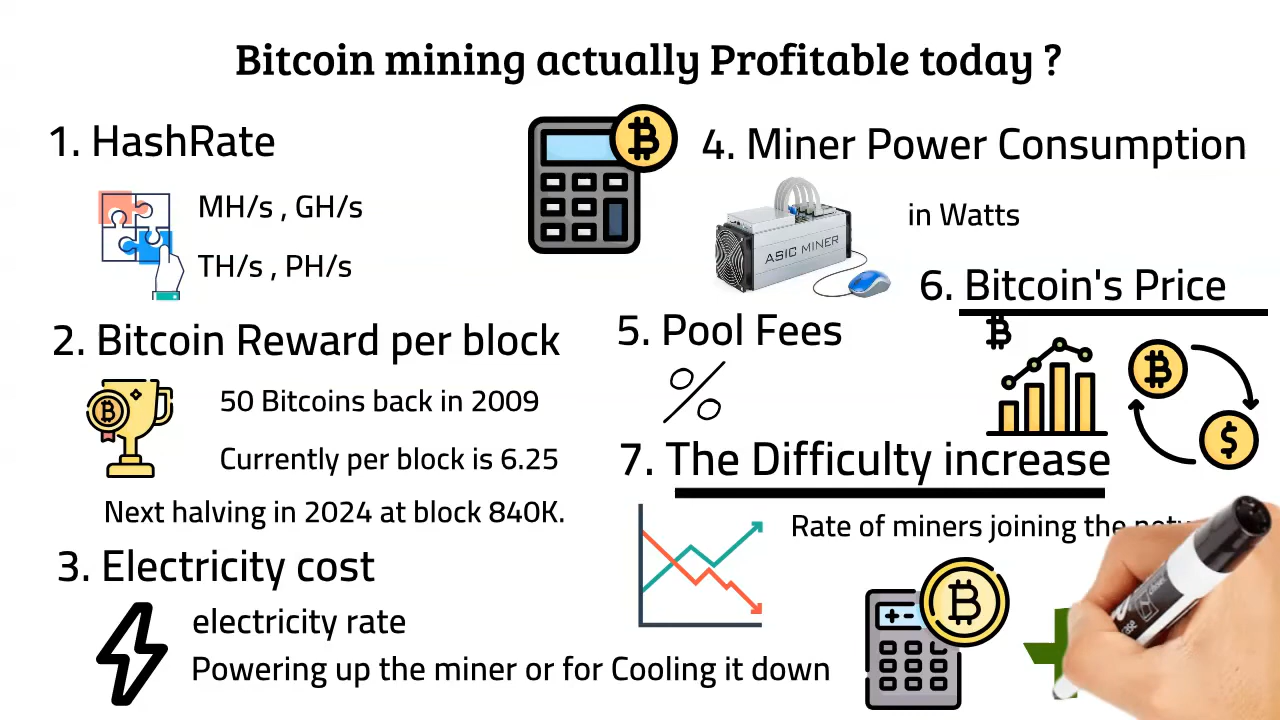 Bitcoin mining actually Profitable today ?
1. HashRate
MH/s , GH/s
TH/s , PH/s
2. Bitcoin Reward per block
50 Bitcoins back in 2009
Currently per block is 6.25
Next halving in 2024 at block 840K.
3. Electricity cost
electricity rate
Powering up the miner or for Cooling it down
4. Miner Power Consumption
ASIC MINER
in Watts
5. Pool Fees
%
6. Bitcoin's Price
7. The Difficulty increase
Rate of miners joining the